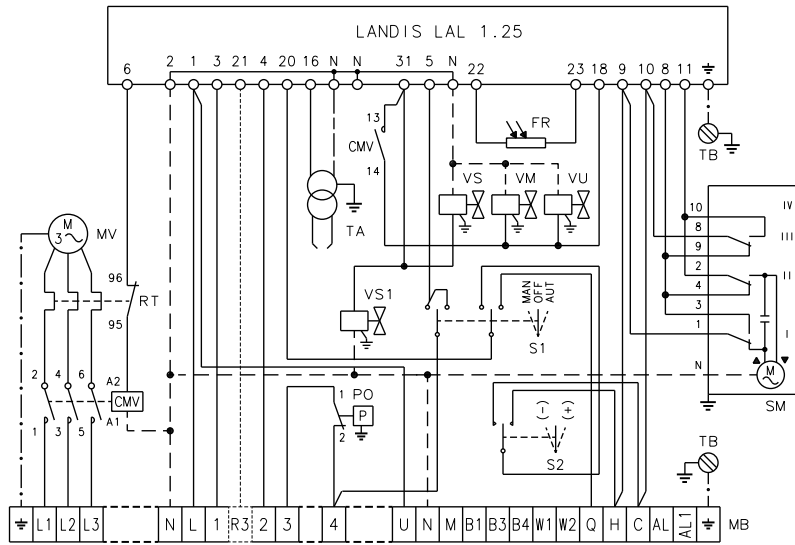 LANDIS LAL 1.25
6 2 1 3 21 4 20 16 N N 31 5 N 22 23 18 9 10 8 11
13
CMV
14
FR
TB
VS VM VU
TA
10 IV
8 III
9
2 II
4
3
1 I
N
M
SM
M
3
MV
96
RT
95
VS1
MAN
OFF
AUT
S1
2 4 6 A2
CMV
1 3 5 A1
1 PO
P
2
(-) (+)
S2
TB
L1 L2 L3 N L 1 R3 2 3 4 U N M B1 B3 B4 W1 W2 Q H C AL AL1 MB